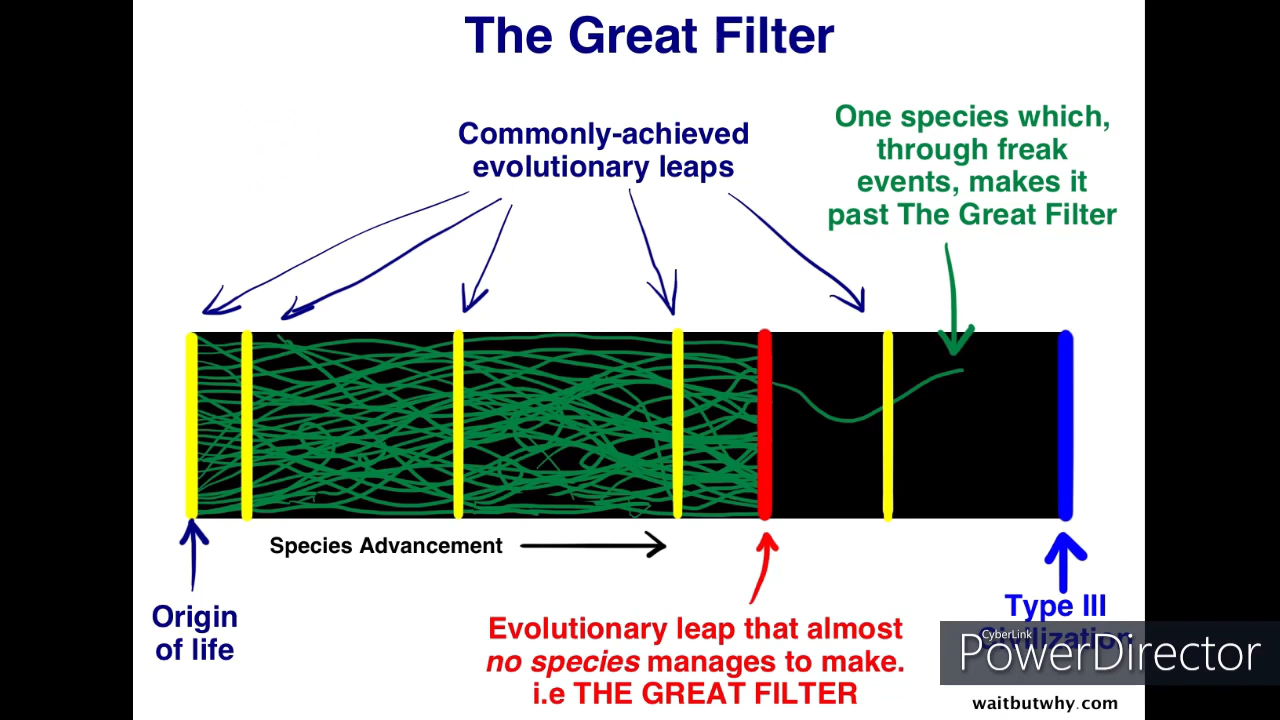 The Great Filter
Commonly-achieved
evolutionary leaps
One species which,
through freak
events, makes it
past The Great Filter
Species Advancement
Origin
of life
Evolutionary leap that almost
no species manages to make.
i.e THE GREAT FILTER
Type III
Civilization
CyberLink
PowerDirector
waitbutwhy.com